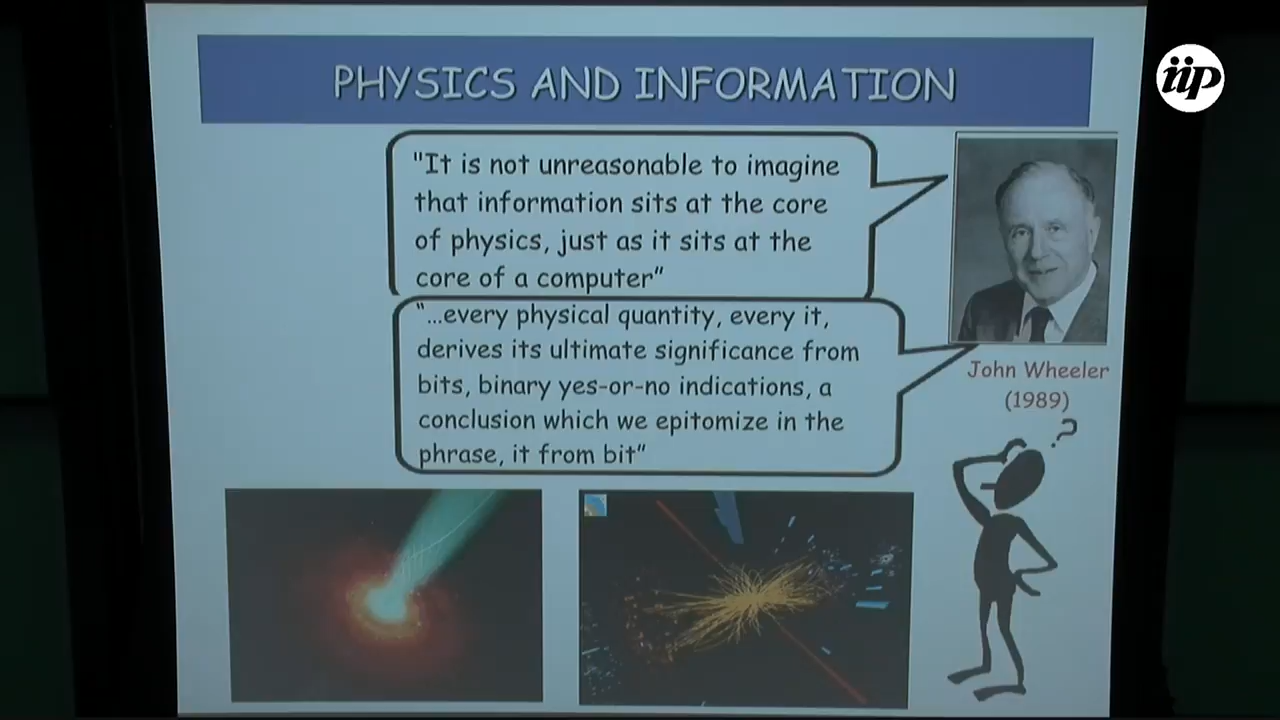 PHYSICS AND INFORMATION
iip
"It is not unreasonable to imagine
that information sits at the core
of physics, just as it sits at the
core of a computer"
"...every physical quantity, every it,
derives its ultimate significance from
bits, binary yes-or-no indications, a
conclusion which we epitomize in the
phrase, it from bit"
John Wheeler
(1989)
?